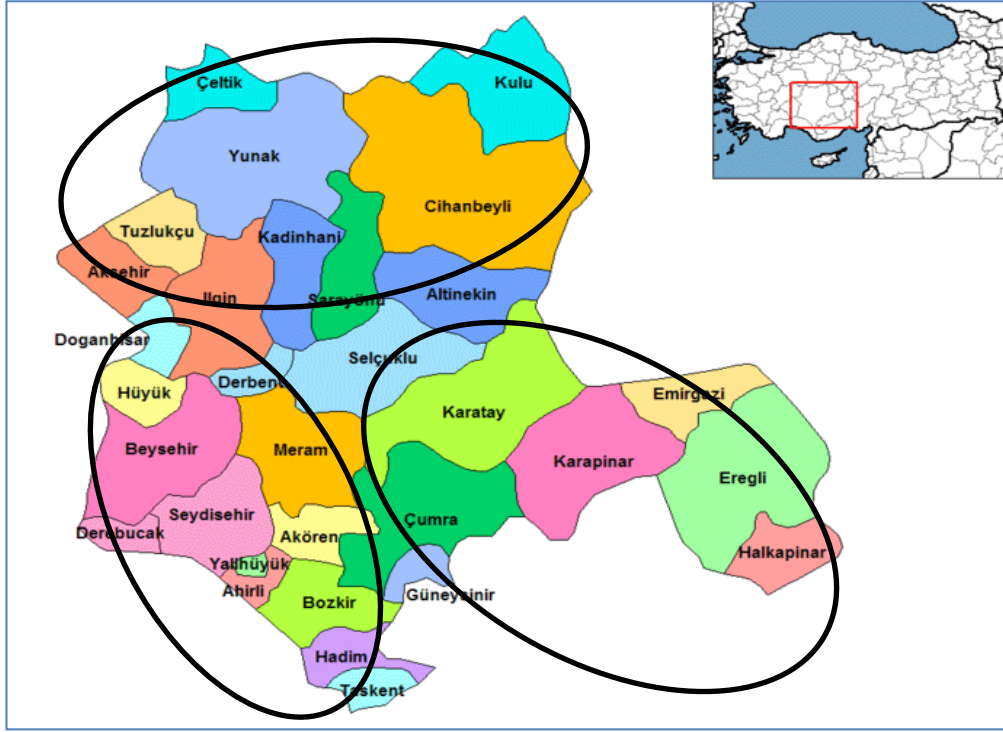 Çeltik
Kulu
Yunak
Cihanbeyli
Tuzlukçu
Kadinhani
Aksehir
Ilgin
Sarayönü
Altinekin
Doganhisar
Selçuklu
Derbent
Hüyük
Emirgazi
Karatay
Beysehir
Meram
Karapinar
Eregli
Seydisehir
Çumra
Derebucak
Akören
Halkapinar
Yalihüyük
Ahirli
Güneysinir
Bozkir
Hadim
Taskent